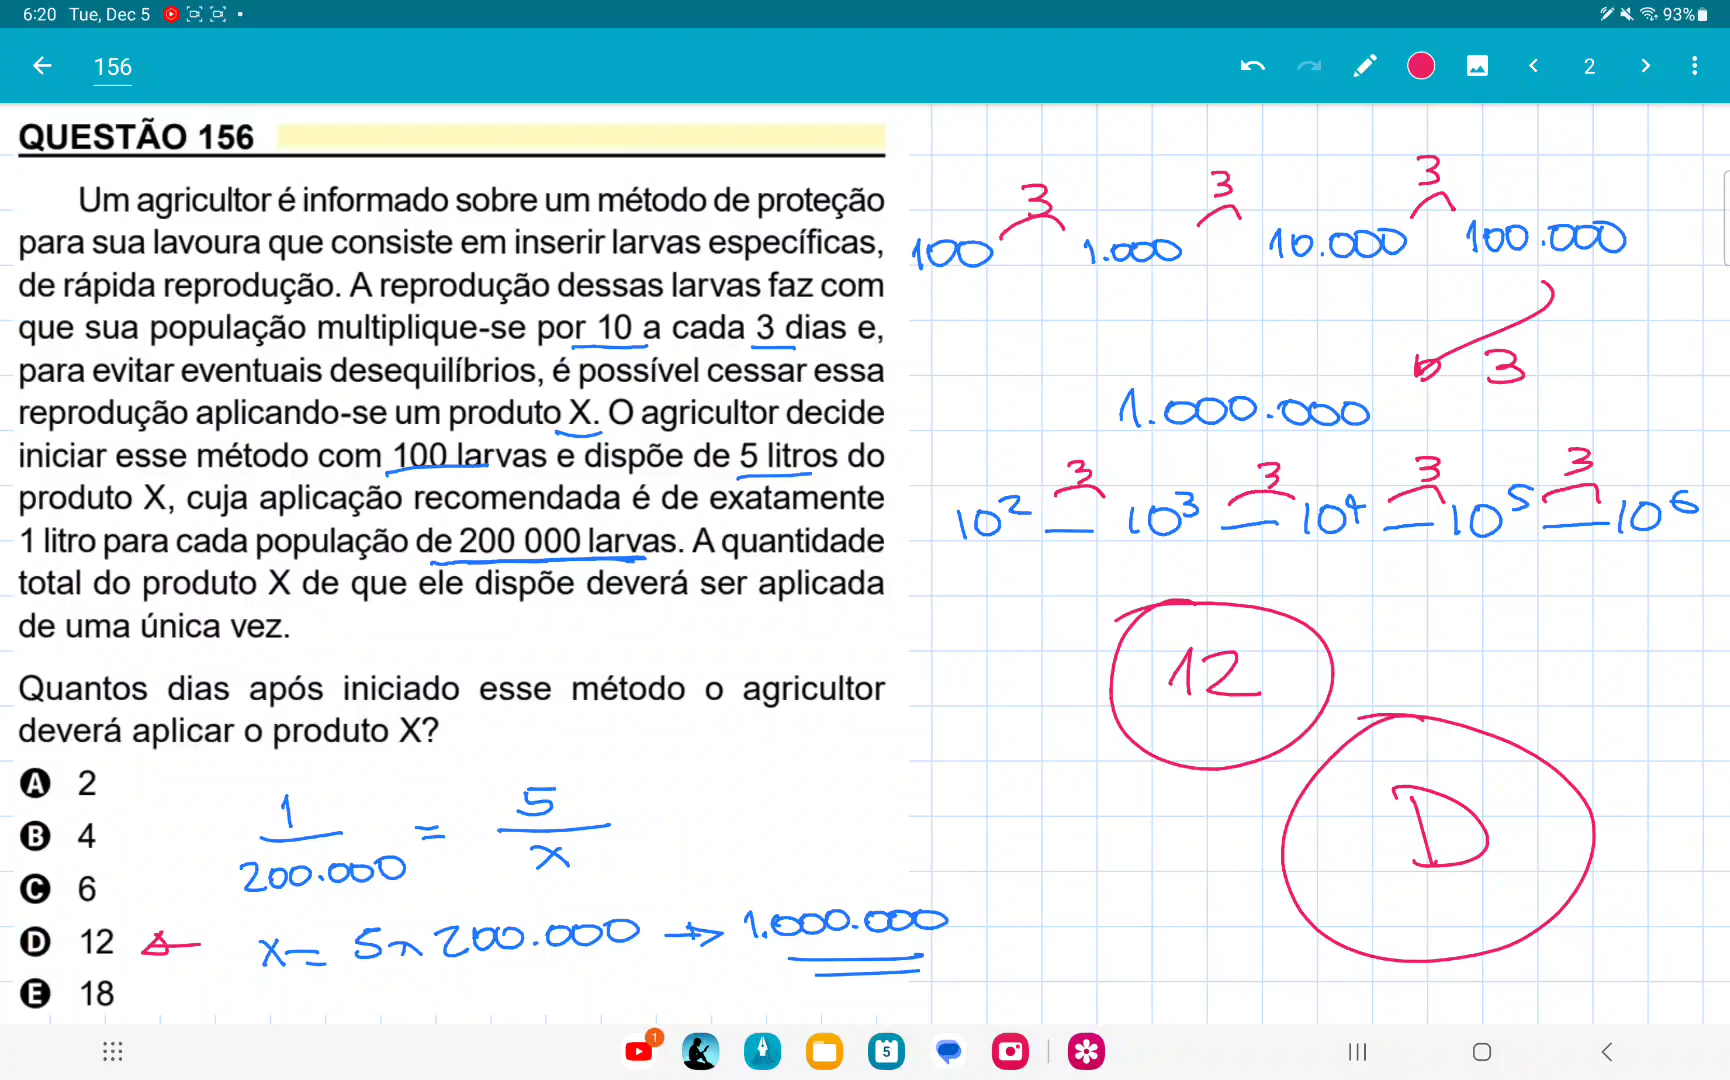 6:20 Tue, Dec 5
93%
156
2
QUESTÃO 156
Um agricultor é informado sobre um método de proteção
para sua lavoura que consiste em inserir larvas específicas,
de rápida reprodução. A reprodução dessas larvas faz com
que sua população multiplique-se por 10 a cada 3 dias e,
para evitar eventuais desequilíbrios, é possível cessar essa
reprodução aplicando-se um produto X. O agricultor decide
iniciar esse método com 100 larvas e dispõe de 5 litros do
produto X, cuja aplicação recomendada é de exatamente
1 litro para cada população de 200 000 larvas. A quantidade
total do produto X de que ele dispõe deverá ser aplicada
de uma única vez.
Quantos dias após iniciado esse método o agricultor
deverá aplicar o produto X?
A 2
B 4
C 6
D 12
E 18
1/200.000 = 5/x
x = 5 x 200.000 → 1.000.000
3 3 3
100 1.000 10.000 100.000
3
1.000.000
3 3 3 3
10² — 10³ — 10⁴ — 10⁵ — 10⁶
12
D
1
5